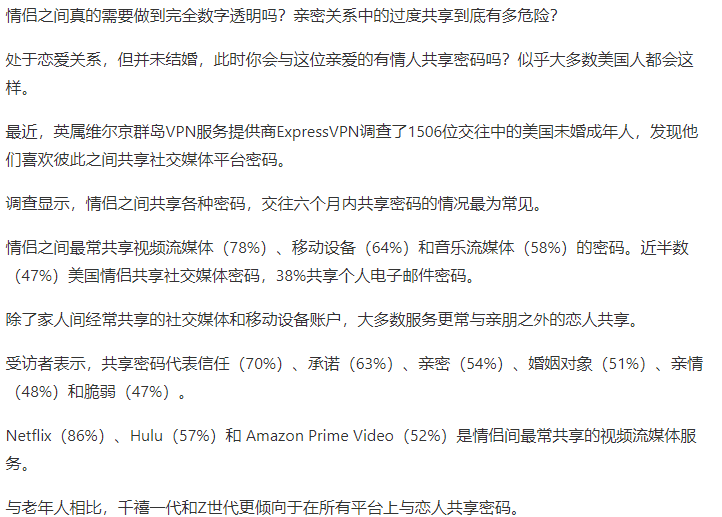 情侣之间真的需要做到完全数字透明吗？亲密关系中的过度共享到底有多危险？
处于恋爱关系，但并未结婚，此时你会与这位亲爱的有情人共享密码吗？似乎大多数美国人都会这
样。
最近，英属维尔京群岛VPN服务提供商ExpressVPN调查了1506位交往中的美国未婚成年人，发现他
们喜欢彼此之间共享社交媒体平台密码。
调查显示，情侣之间共享各种密码，交往六个月内共享密码的情况最为常见。
情侣之间最常共享视频流媒体（78%）、移动设备（64%）和音乐流媒体（58%）的密码。近半数
（47%）美国情侣共享社交媒体密码，38%共享个人电子邮件密码。
除了家人间经常共享的社交媒体和移动设备账户，大多数服务更常与亲朋之外的恋人共享。
受访者表示，共享密码代表信任（70%）、承诺（63%）、亲密（54%）、婚姻对象（51%）、亲情
（48%）和脆弱（47%）。
Netflix（86%）、Hulu（57%）和 Amazon Prime Video（52%）是情侣间最常共享的视频流媒体服
务。
与老年人相比，千禧一代和Z世代更倾向于在所有平台上与恋人共享密码。